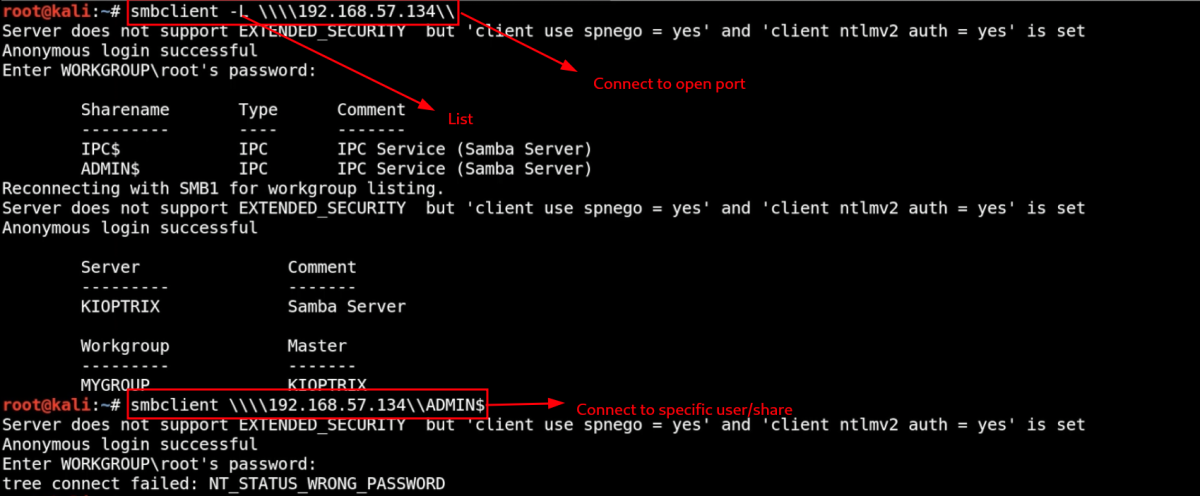 root@kali:~# smbclient -L \\\\192.168.57.134\\
Server does not support EXTENDED_SECURITY  but 'client use spnego = yes' and 'client ntlmv2 auth = yes' is set
Anonymous login successful
Enter WORKGROUP\root's password:
Connect to open port
Sharename       Type      Comment
---------       ----      -------
List
IPC$            IPC       IPC Service (Samba Server)
ADMIN$          IPC       IPC Service (Samba Server)
Reconnecting with SMB1 for workgroup listing.
Server does not support EXTENDED_SECURITY  but 'client use spnego = yes' and 'client ntlmv2 auth = yes' is set
Anonymous login successful
Server               Comment
---------            -------
KIOPTRIX             Samba Server
Workgroup            Master
---------            -------
MYGROUP              KIOPTRIX
root@kali:~# smbclient \\\\192.168.57.134\\ADMIN$
Connect to specific user/share
Server does not support EXTENDED_SECURITY  but 'client use spnego = yes' and 'client ntlmv2 auth = yes' is set
Anonymous login successful
Enter WORKGROUP\root's password:
tree connect failed: NT_STATUS_WRONG_PASSWORD